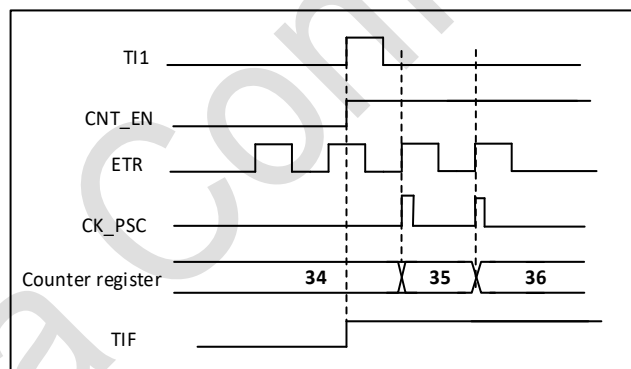 TI1
CNT_EN
ETR
CK_PSC
Counter register 34 35 36
TIF